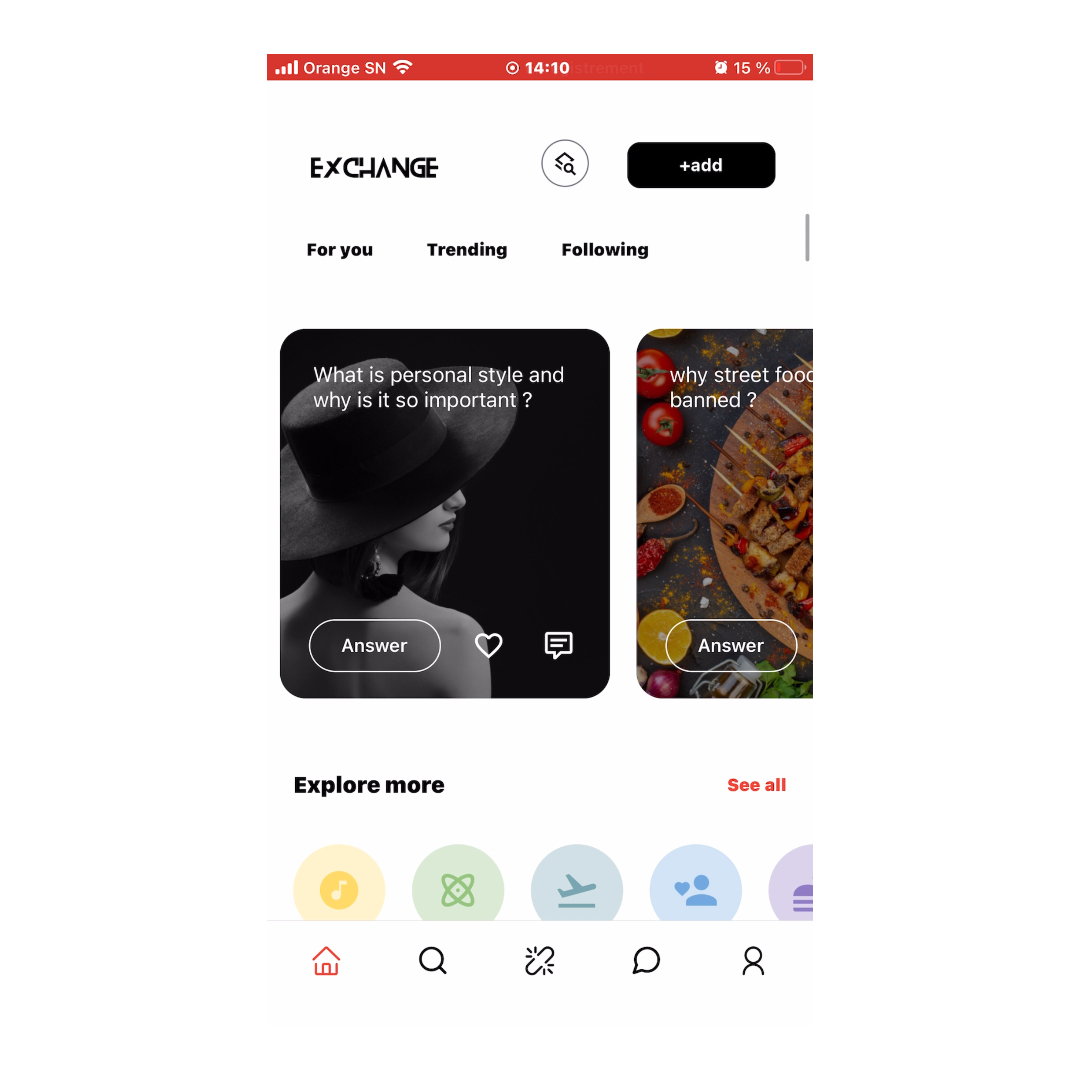 Orange SN 14:10 15 %
EXCHANGE
+add
For you Trending Following
What is personal style and
why is it so important ?
Answer
why street food
banned ?
Answer
Explore more
See all